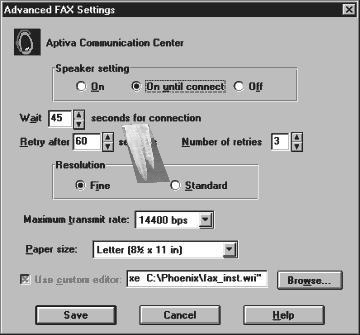 Advanced FAX Settings
Aptiva Communication Center
Speaker setting
On On until connect Off
Wait 45 seconds for connection
Retry after 60 Number of retries 3
Resolution
Fine Standard
Maximum transmit rate: 14400 bps
Paper size: Letter (8½ x 11 in)
Use custom editor: xe C:\Phoenix\fax_inst.wri" Browse...
Save Cancel Help